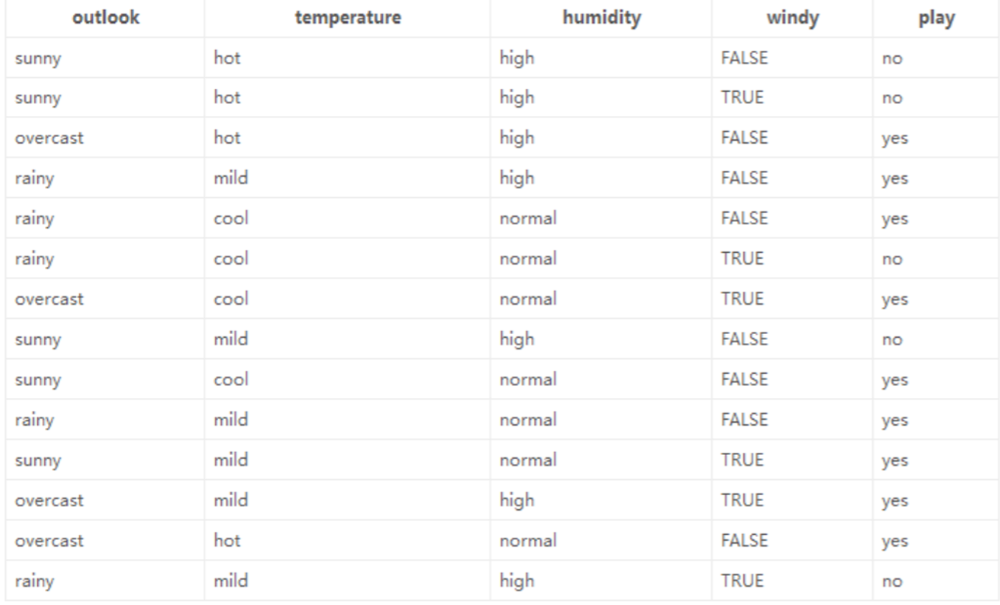 outlook temperature humidity windy play
sunny hot high FALSE no
sunny hot high TRUE no
overcast hot high FALSE yes
rainy mild high FALSE yes
rainy cool normal FALSE yes
rainy cool normal TRUE no
overcast cool normal TRUE yes
sunny mild high FALSE no
sunny cool normal FALSE yes
rainy mild normal FALSE yes
sunny mild normal TRUE yes
overcast mild high TRUE yes
overcast hot normal FALSE yes
rainy mild high TRUE no